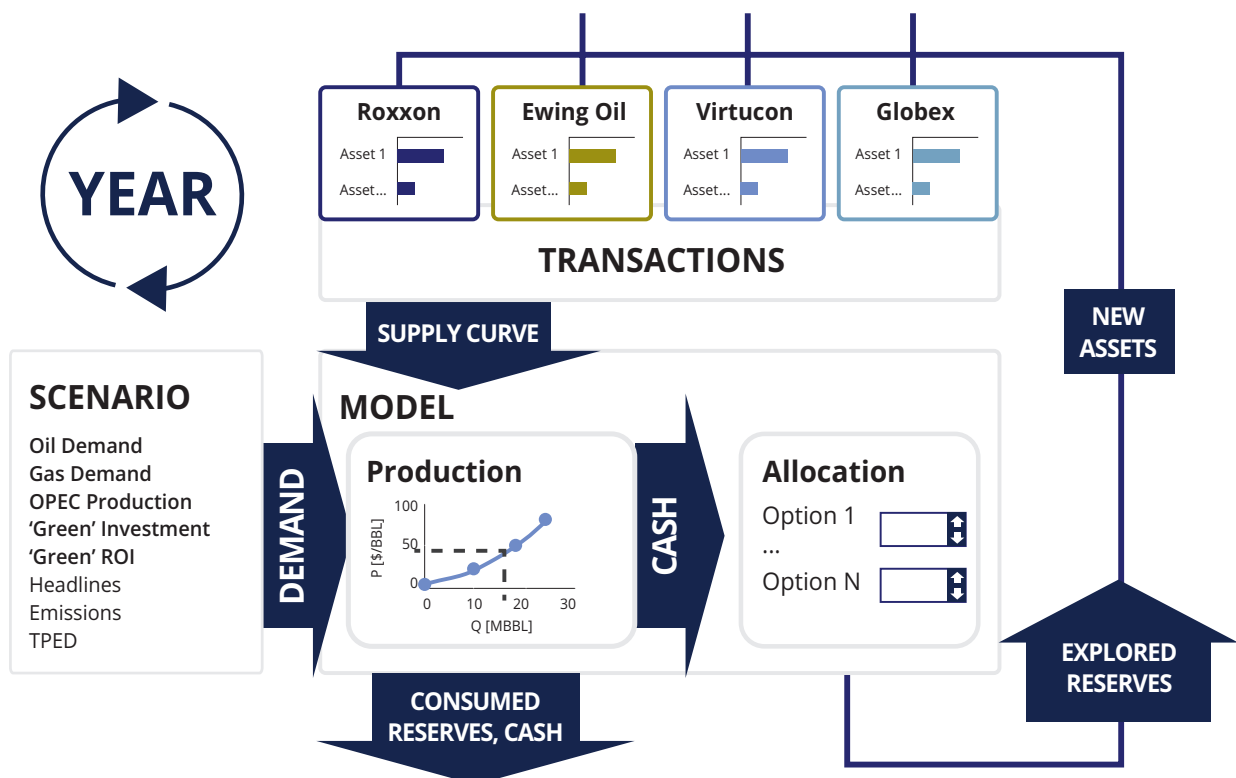 YEAR
Roxxon
Asset 1
Asset...
Ewing Oil
Asset 1
Asset...
Virtucon
Asset 1
Asset...
Globex
Asset 1
Asset...
TRANSACTIONS
SUPPLY CURVE
NEW
ASSETS
SCENARIO
Oil Demand
Gas Demand
OPEC Production
‘Green’ Investment
‘Green’ ROI
Headlines
Emissions
TPED
DEMAND
MODEL
Production
P [$/BBL]
100
50
0
0 10 20 30
Q [MBBL]
CASH
Allocation
Option 1
...
Option N
EXPLORED
RESERVES
CONSUMED
RESERVES, CASH